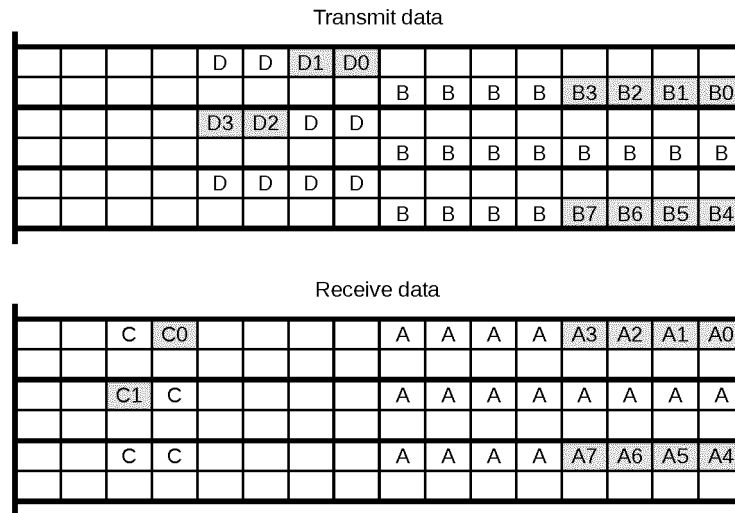 Transmit data
D D D1 D0
B B B B B3 B2 B1 B0
D3 D2 D D
B B B B B B B B
D D D D
B B B B B7 B6 B5 B4
Receive data
C C0 A A A A A3 A2 A1 A0
C1 C A A A A A A A A
C C A A A A A7 A6 A5 A4